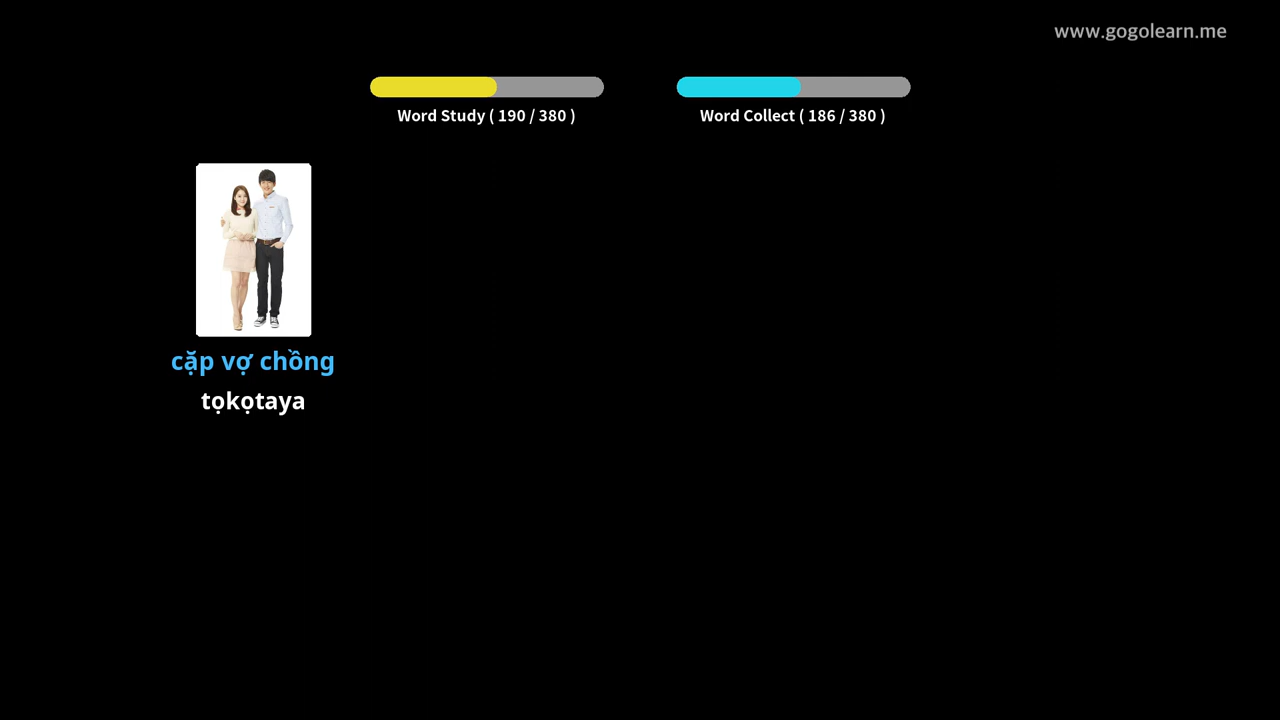 www.gogolearn.me
Word Study ( 190 / 380 )
Word Collect ( 186 / 380 )
cặp vợ chồng
tọkọtaya